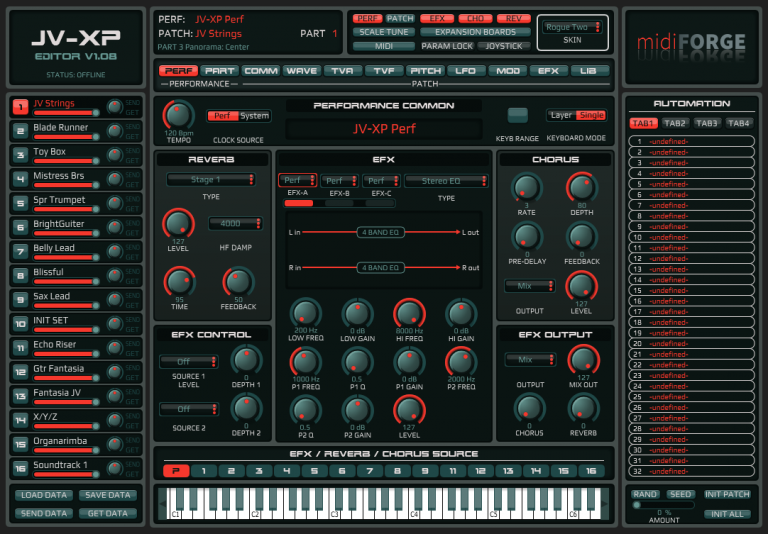 JV-XP
EDITOR V1.08
STATUS: OFFLINE
PERF: JV-XP Perf
PATCH: JV Strings PART 1
PART 3 Panorama: Center
PERF PATCH EFX CHO REV
SCALE TUNE EXPANSION BOARDS
MIDI PARAM LOCK JOYSTICK
Rogue Two
SKIN
midiFORGE
PERF PART COMM WAVE TVA TVF PITCH LFO MOD EFX LIB
PERFORMANCE PATCH
1 JV Strings SEND GET
2 Blade Runner SEND GET
3 Toy Box SEND GET
4 Mistress Brs SEND GET
5 Spr Trumpet SEND GET
6 BrightGuiter SEND GET
7 Belly Lead SEND GET
8 Blissful SEND GET
9 Sax Lead SEND GET
10 INIT SET SEND GET
11 Echo Riser SEND GET
12 Gtr Fantasia SEND GET
13 Fantasia JV SEND GET
14 X/Y/Z SEND GET
15 Organarimba SEND GET
16 Soundtrack 1 SEND GET
LOAD DATA SAVE DATA
SEND DATA GET DATA
120 Bpm
TEMPO
Perf System
CLOCK SOURCE
PERFORMANCE COMMON
JV-XP Perf
KEYB RANGE
Layer Single
KEYBOARD MODE
REVERB
Stage 1
TYPE
127
LEVEL
4000
HF DAMP
95
TIME
50
FEEDBACK
EFX
Perf Perf Perf Stereo EQ
EFX-A EFX-B EFX-C TYPE
L in 4 BAND EQ L out
R in 4 BAND EQ R out
200 Hz 0 dB 8000 Hz 0 dB
LOW FREQ LOW GAIN HI FREQ HI GAIN
1000 Hz 0.5 0 dB 2000 Hz
P1 FREQ P1 Q P1 GAIN P2 FREQ
0.5 0 dB 127
P2 Q P2 GAIN LEVEL
CHORUS
3 80
RATE DEPTH
0 0
PRE-DELAY FEEDBACK
Mix 127
OUTPUT LEVEL
EFX CONTROL
Off 0
SOURCE 1 DEPTH 1
LEVEL
Off 0
SOURCE 2 DEPTH 2
EFX OUTPUT
Mix 127
OUTPUT MIX OUT
0 0
CHORUS REVERB
EFX / REVERB / CHORUS SOURCE
P 1 2 3 4 5 6 7 8 9 11 12 13 14 15 16
C1 C2 C3 C4 C5 C6
AUTOMATION
TAB1 TAB2 TAB3 TAB4
1 -undefined-
2 -undefined-
3 -undefined-
4 -undefined-
5 -undefined-
6 -undefined-
7 -undefined-
8 -undefined-
9 -undefined-
10 -undefined-
11 -undefined-
12 -undefined-
13 -undefined-
14 -undefined-
15 -undefined-
16 -undefined-
17 -undefined-
18 -undefined-
19 -undefined-
20 -undefined-
21 -undefined-
22 -undefined-
23 -undefined-
24 -undefined-
25 -undefined-
26 -undefined-
27 -undefined-
28 -undefined-
29 -undefined-
30 -undefined-
31 -undefined-
32 -undefined-
RAND SEED INIT PATCH
0 %
AMOUNT INIT ALL